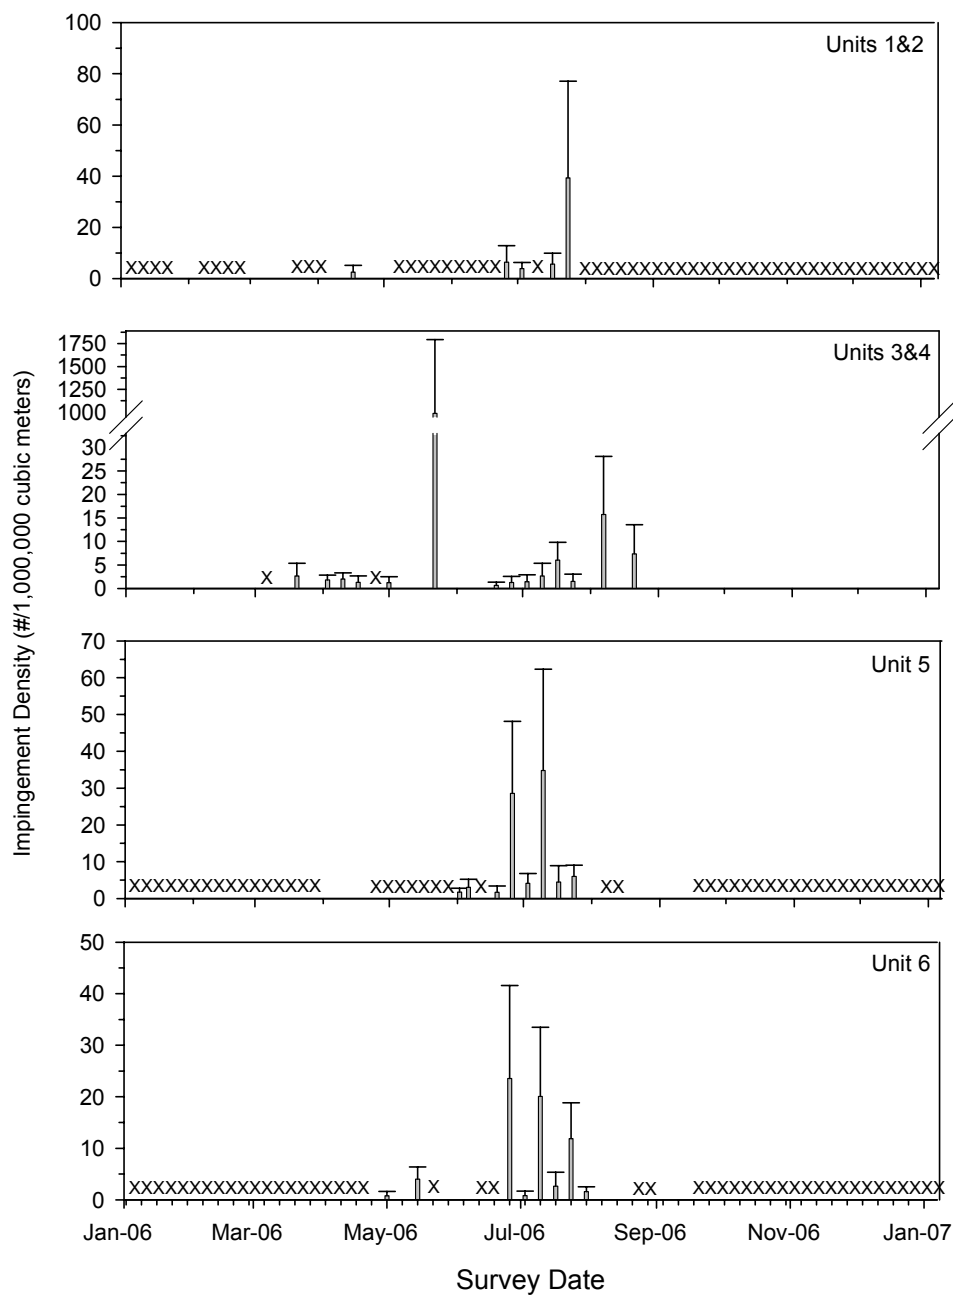 100
Units 1&2
80
60
40
20
XXXX XXXX XXX XXXXXXXXX X XXXXXXXXXXXXXXXXXXXXXXXXXXXXXX
0
1750
Units 3&4
1500
1250
1000
30
25
20
15
10
5
X X
0
70
Unit 5
60
50
40
30
20
10
XXXXXXXXXXXXXXXX XXXXXXX X XX XXXXXXXXXXXXXXXXXXXXX
0
50
Unit 6
40
30
20
10
XXXXXXXXXXXXXXXXXXXX X XX XX XXXXXXXXXXXXXXXXXXXXX
0
Jan-06 Mar-06 May-06 Jul-06 Sep-06 Nov-06 Jan-07
Survey Date
Impingement Density (#/1,000,000 cubic meters)